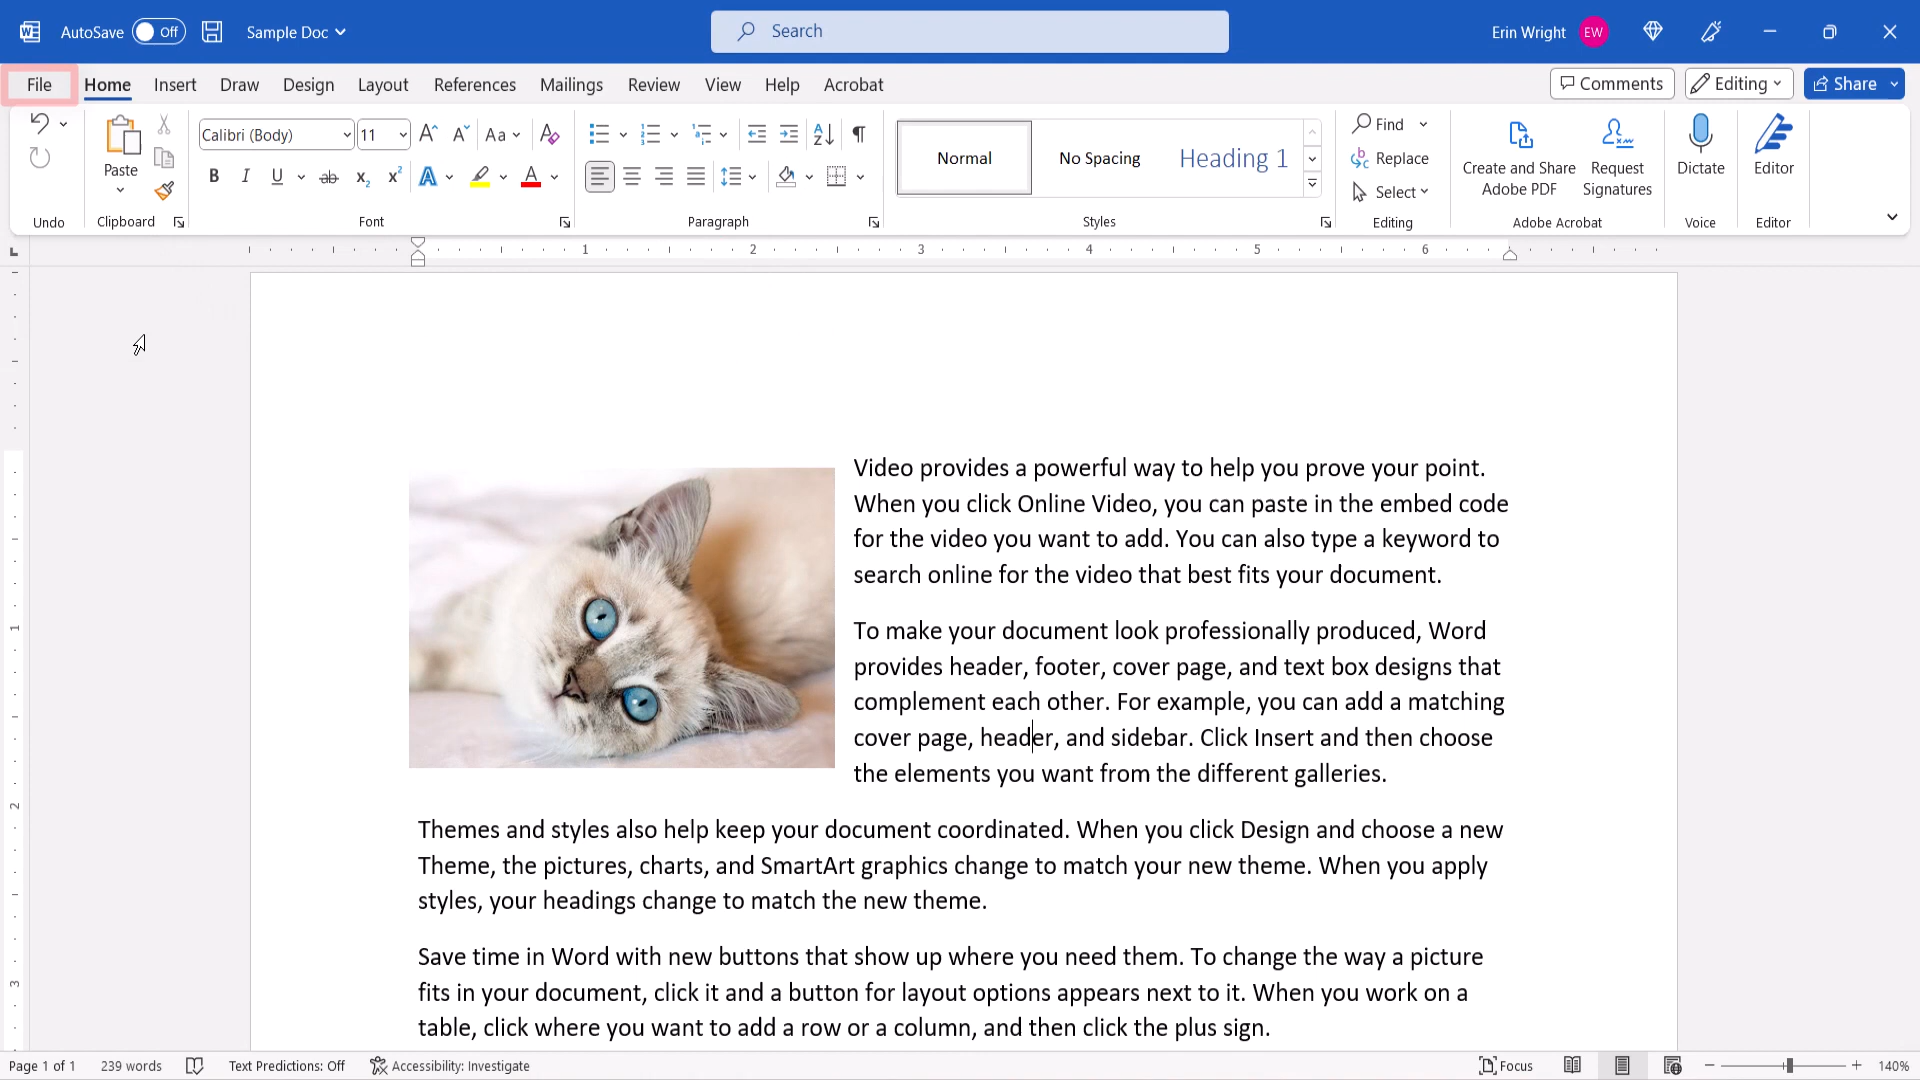 AutoSave Off Sample Doc Search Erin Wright EW
File Home Insert Draw Design Layout References Mailings Review View Help Acrobat Comments Editing Share
Calibri (Body) 11 Aa
Paste
B I U ab x2 x2 A A
Normal No Spacing Heading 1
Find
Replace
Select
Create and Share
Adobe PDF
Request
Signatures
Dictate
Editor
Undo Clipboard Font Paragraph Styles Editing Adobe Acrobat Voice Editor
1 2 3 4 5 6
Video provides a powerful way to help you prove your point.
When you click Online Video, you can paste in the embed code
for the video you want to add. You can also type a keyword to
search online for the video that best fits your document.
To make your document look professionally produced, Word
provides header, footer, cover page, and text box designs that
complement each other. For example, you can add a matching
cover page, header, and sidebar. Click Insert and then choose
the elements you want from the different galleries.
Themes and styles also help keep your document coordinated. When you click Design and choose a new
Theme, the pictures, charts, and SmartArt graphics change to match your new theme. When you apply
styles, your headings change to match the new theme.
Save time in Word with new buttons that show up where you need them. To change the way a picture
fits in your document, click it and a button for layout options appears next to it. When you work on a
table, click where you want to add a row or a column, and then click the plus sign.
1
2
3
Page 1 of 1 239 words Text Predictions: Off Accessibility: Investigate Focus 140%